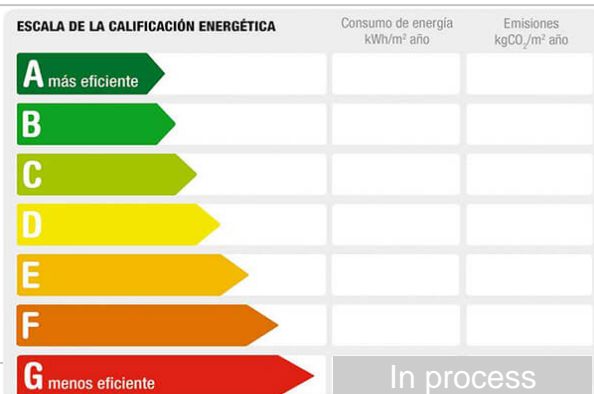 ESCALA DE LA CALIFICACIÓN ENERGÉTICA
Consumo de energía
kWh/m² año
Emisiones
kgCO₂/m² año
A más eficiente
B
C
D
E
F
G menos eficiente
In process